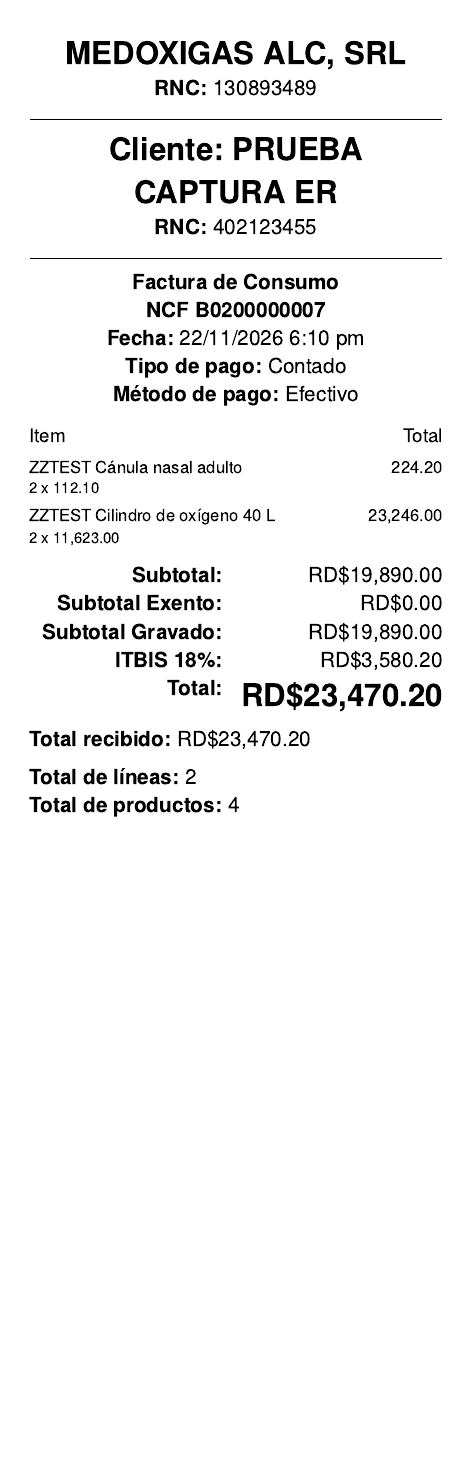 MEDOXIGAS ALC, SRL
RNC: 130893489
Cliente: PRUEBA
CAPTURA ER
RNC: 402123455
Factura de Consumo
NCF B0200000007
Fecha: 22/11/2026 6:10 pm
Tipo de pago: Contado
Método de pago: Efectivo
Item Total
ZZTEST Cánula nasal adulto 224.20
2 x 112.10
ZZTEST Cilindro de oxígeno 40 L 23,246.00
2 x 11,623.00
Subtotal: RD$19,890.00
Subtotal Exento: RD$0.00
Subtotal Gravado: RD$19,890.00
ITBIS 18%: RD$3,580.20
Total: RD$23,470.20
Total recibido: RD$23,470.20
Total de líneas: 2
Total de productos: 4